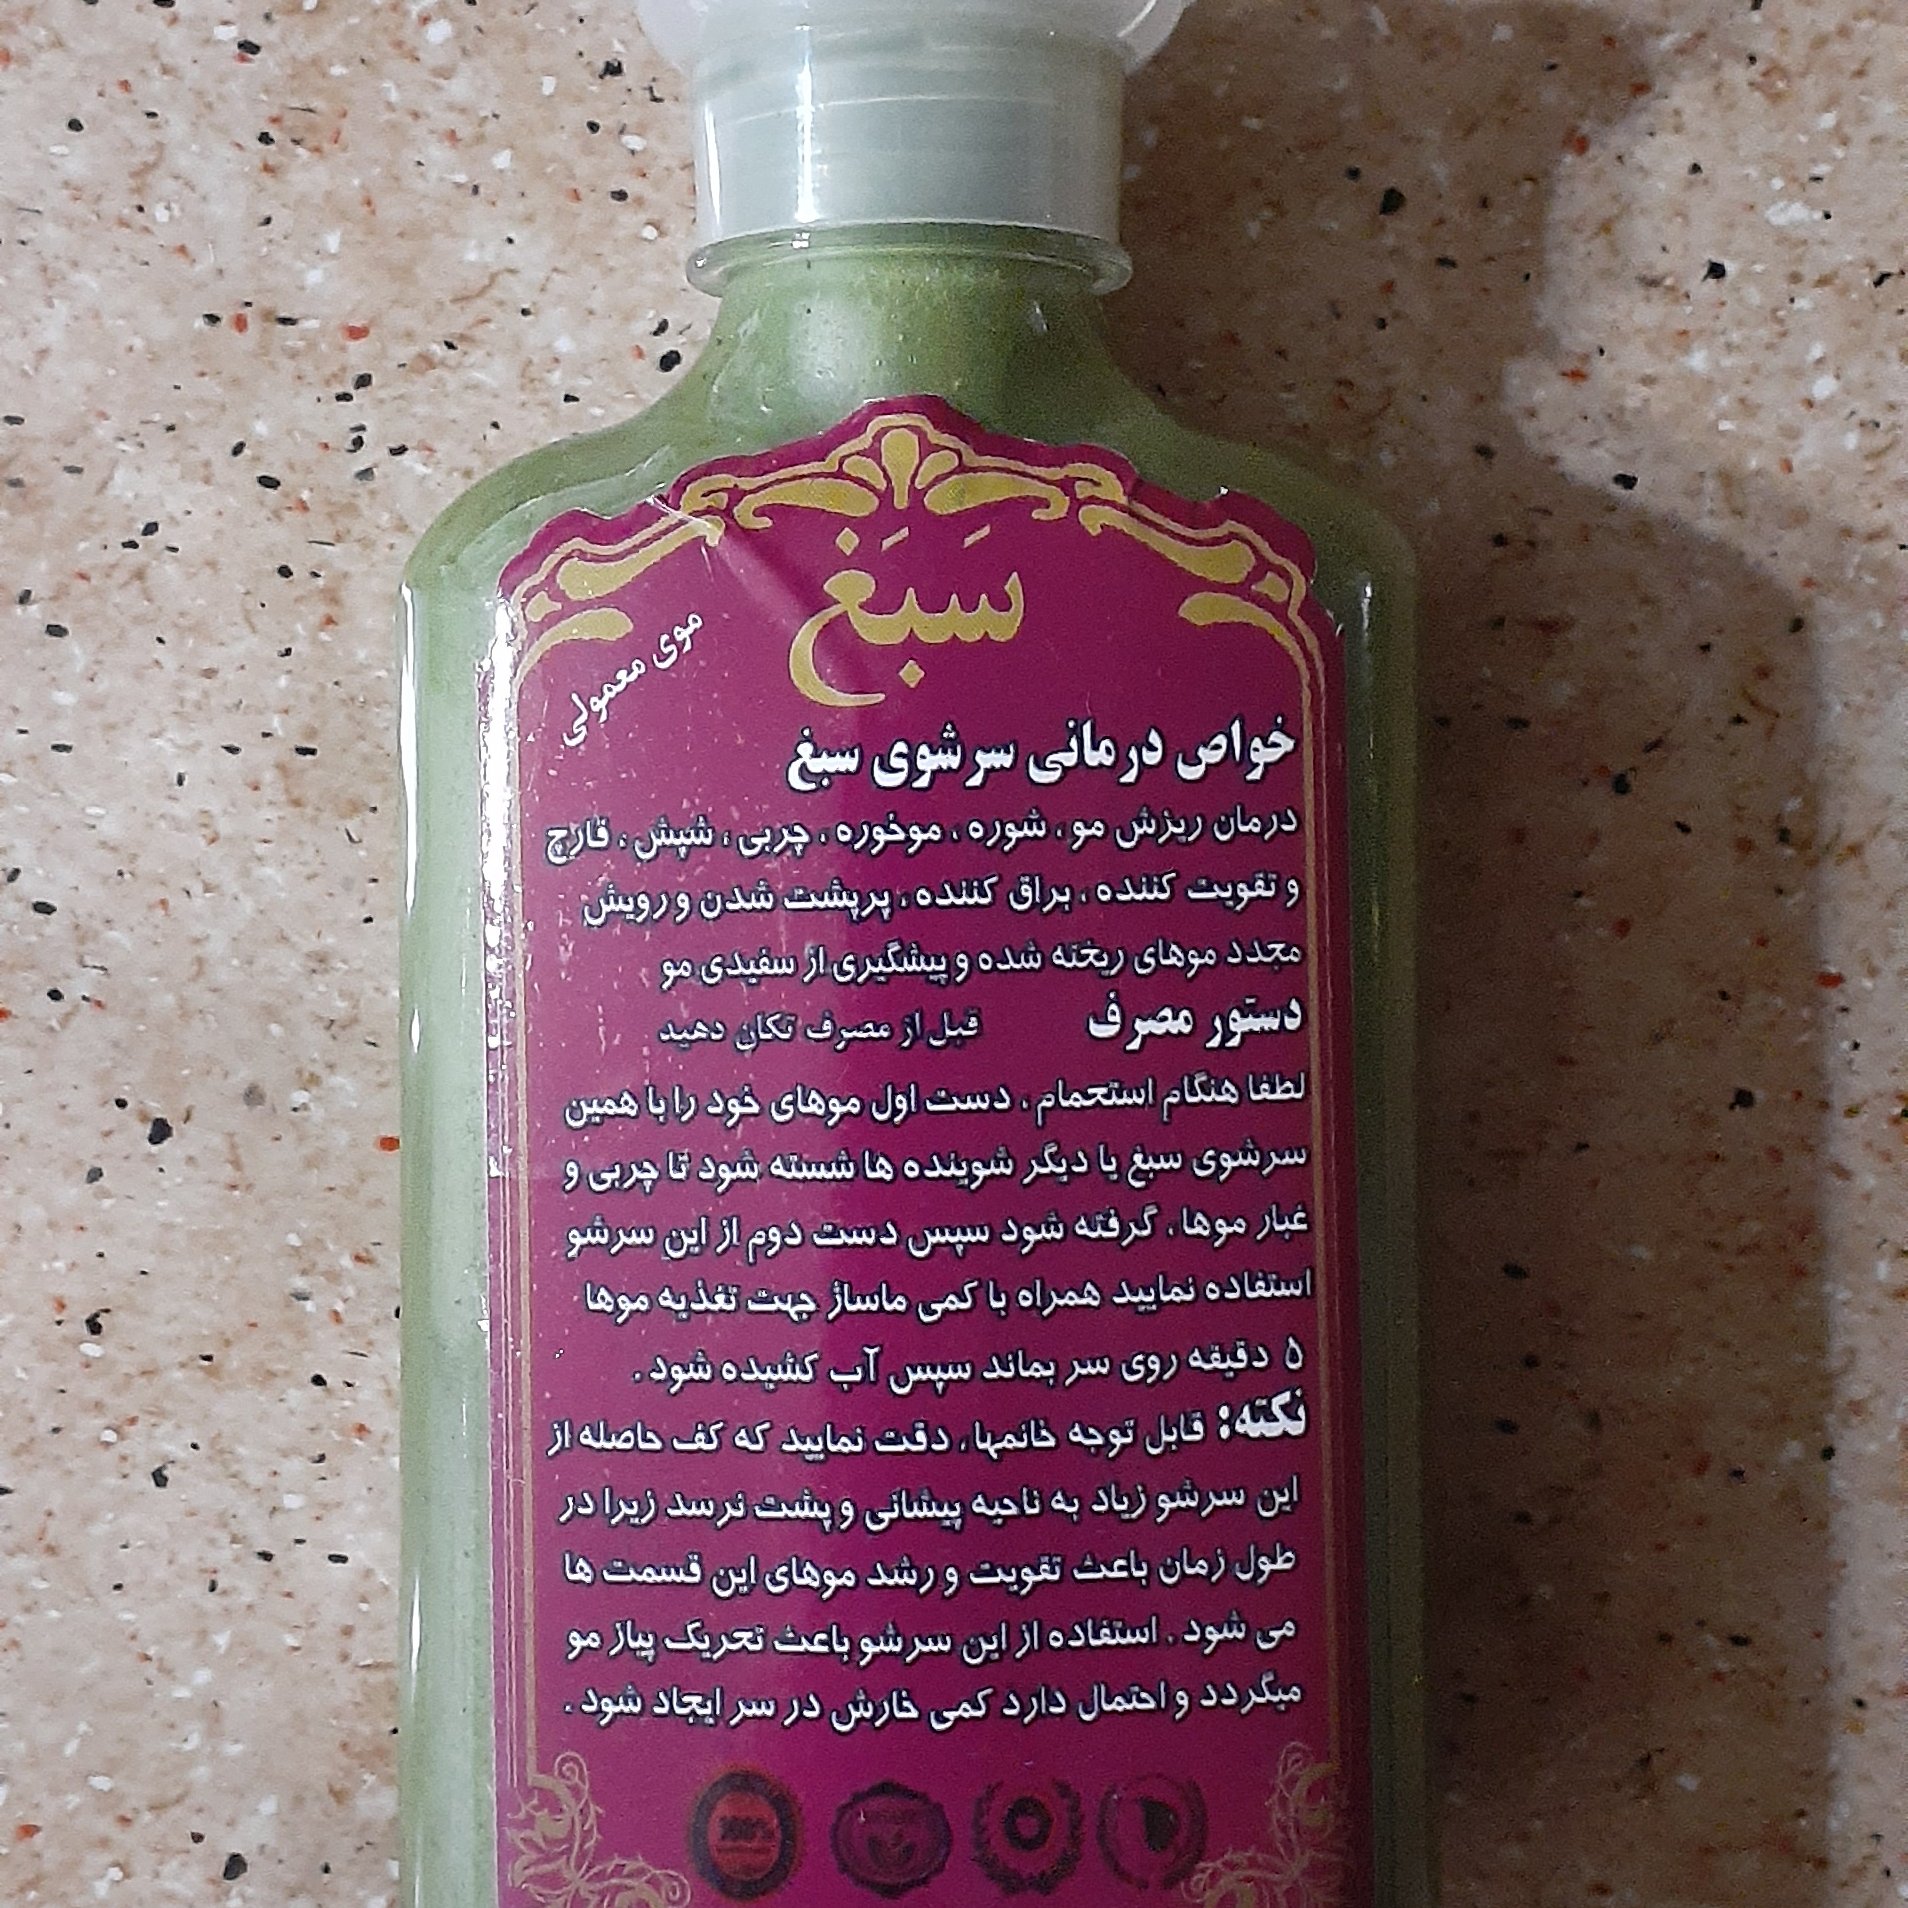 سَبَغ
موی معمولی
خواص درمانی سرشوی سبغ
درمان ریزش مو، شوره، موخوره، چربی، شپش، قارچ
و تقویت کننده، براق کننده، پرپشت شدن و رویش
مجدد موهای ریخته شده و پیشگیری از سفیدی مو
دستور مصرف قبل از مصرف تکان دهید
لطفا هنگام استحمام، دست اول موهای خود را با همین
سرشوی سبغ یا دیگر شوینده ها شسته شود تا چربی و
غبار موها، گرفته شود سپس دست دوم از این سرشو
استفاده نمایید همراه با کمی ماساژ جهت تغذیه موها
۵ دقیقه روی سر بماند سپس آب کشیده شود.
نکته: قابل توجه خانمها، دقت نمایید که کف حاصله از
این سرشو زیاد به ناحیه پیشانی و پشت نرسد زیرا در
طول زمان باعث تقویت و رشد موهای این قسمت ها
می شود. استفاده از این سرشو باعث تحریک پیاز مو
میگردد و احتمال دارد کمی خارش در سر ایجاد شود.
100%